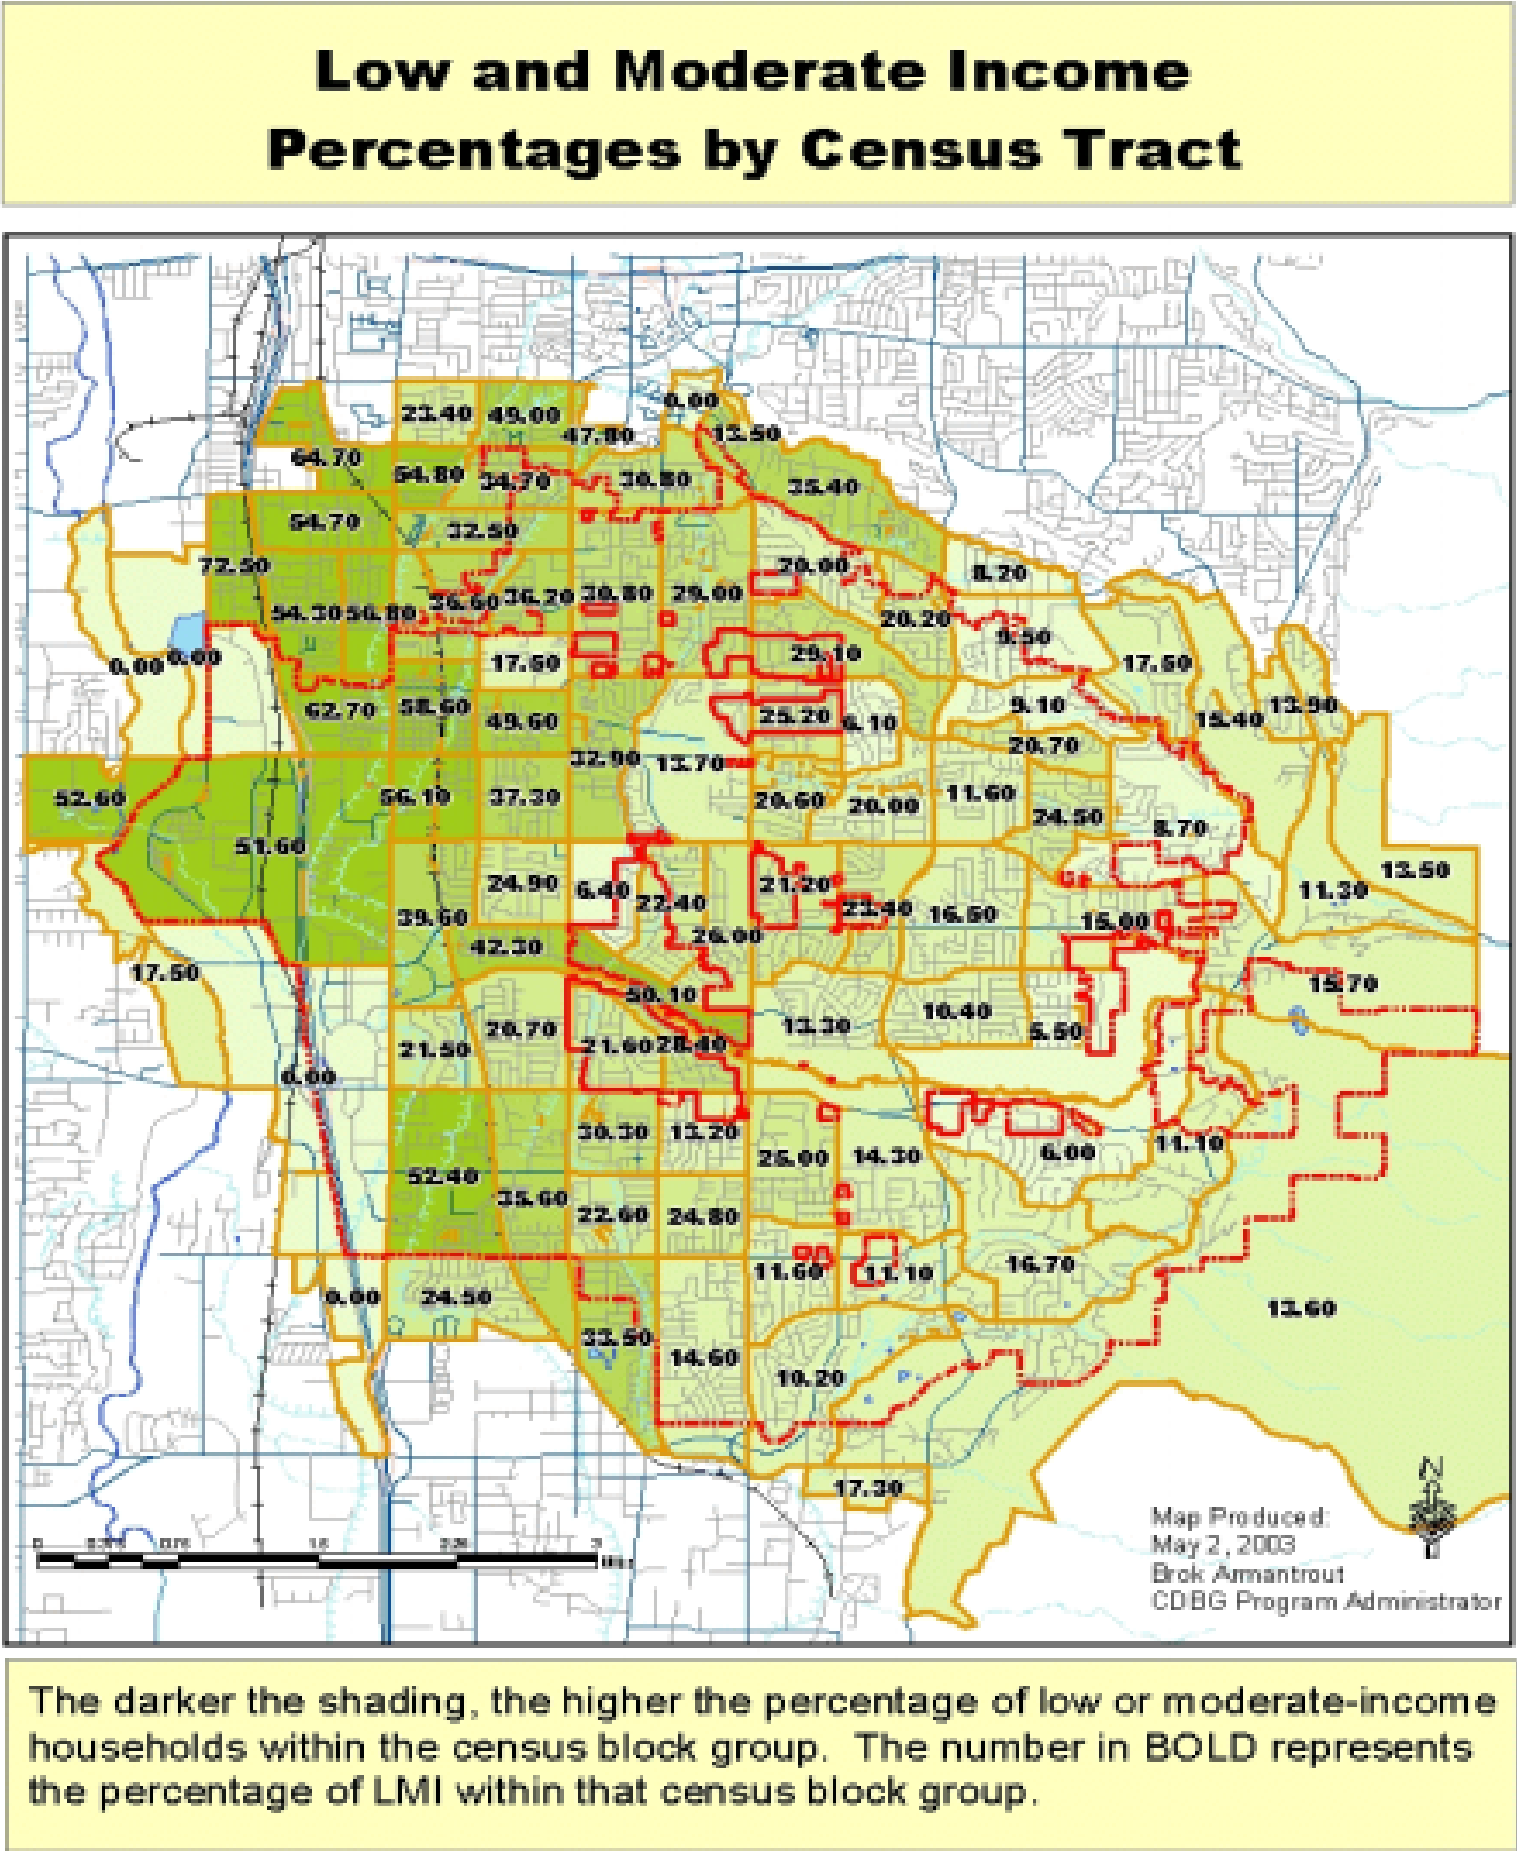 Low and Moderate Income
Percentages by Census Tract
0.00
23.40 49.00
47.80 13.50
64.70
54.80 34.70 30.80
35.40
54.70
32.50
72.50 20.00
8.20
54.30 56.80 36.60 36.20 30.80 29.00
20.20
9.50
0.00 0.00 17.50 29.10 17.50
62.70 58.60 49.60 25.20 6.10 9.10 15.40 13.90
20.70
32.90 13.70
52.60 56.10 37.30 20.60 20.00 11.60
24.50 8.70
51.60
24.90 6.40 21.20 11.30 13.50
39.60 22.40 23.40 16.50 15.00
42.30 26.00
17.50 15.70
50.10
20.70 13.30 10.40 5.50
21.50 21.60 28.40
0.00
30.30 13.20
25.00 14.30 6.00 11.10
52.40
35.60 22.60 24.80
11.60 11.10 16.70
0.00 24.50 13.60
33.50
14.60
10.20
17.30
N
Map Produced:
May 2, 2003
Brok Armantrout
CDBG Program Administrator
The darker the shading, the higher the percentage of low or moderate-income
households within the census block group. The number in BOLD represents
the percentage of LMI within that census block group.